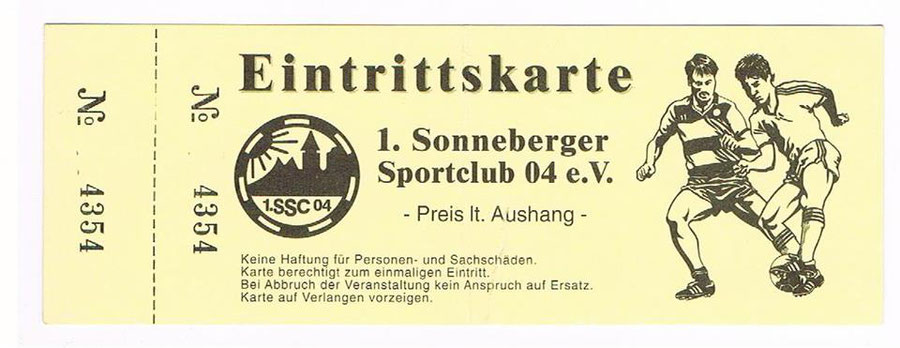 № 4354
№ 4354
Eintrittskarte
1. Sonneberger
Sportclub 04 e.V.
1.SSC 04
- Preis lt. Aushang -
Keine Haftung für Personen- und Sachschäden.
Karte berechtigt zum einmaligen Eintritt.
Bei Abbruch der Veranstaltung kein Anspruch auf Ersatz.
Karte auf Verlangen vorzeigen.